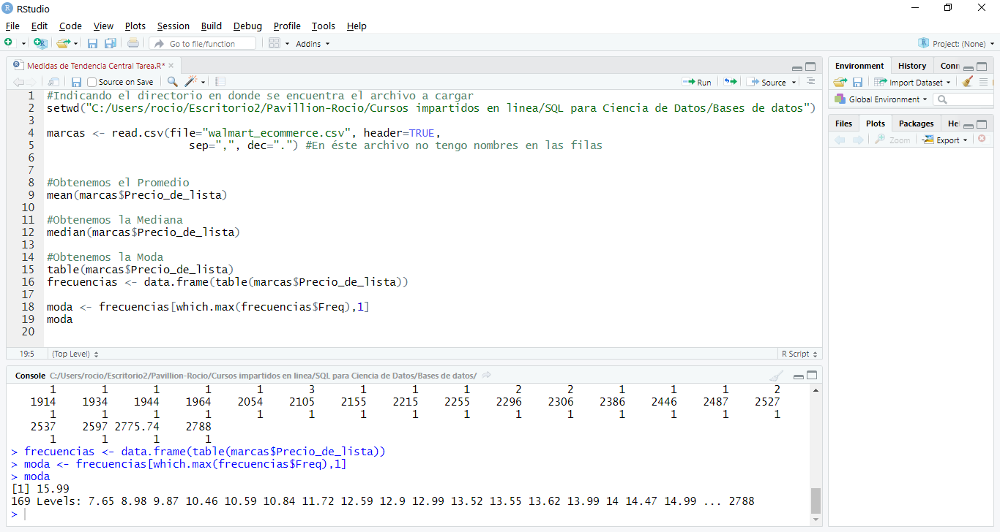 RStudio
File Edit Code View Plots Session Build Debug Profile Tools Help
Go to file/function Addins Project: (None)
Medidas de Tendencia Central Tarea.R*
Source on Save Run Source
1 #Indicando el directorio en donde se encuentra el archivo a cargar
2 setwd("C:/Users/rocio/Escritorio2/Pavillion-Rocio/Cursos impartidos en linea/SQL para Ciencia de Datos/Bases de datos")
3
4 marcas <- read.csv(file="walmart_ecommerce.csv", header=TRUE,
5 sep=",", dec=".") #En éste archivo no tengo nombres en las filas
6
7
8 #Obtenemos el Promedio
9 mean(marcas$Precio_de_lista)
10
11 #Obtenemos la Mediana
12 median(marcas$Precio_de_lista)
13
14 #Obtenemos la Moda
15 table(marcas$Precio_de_lista)
16 frecuencias <- data.frame(table(marcas$Precio_de_lista))
17
18 moda <- frecuencias[which.max(frecuencias$Freq),1]
19 moda
20
19:5 (Top Level) R Script
Console C:/Users/rocio/Escritorio2/Pavillion-Rocio/Cursos impartidos en linea/SQL para Ciencia de Datos/Bases de datos/
1 1 1 1 1 3 1 1 1 2 2 1 1 1 2
1914 1934 1944 1964 2054 2105 2155 2215 2255 2296 2306 2386 2446 2487 2527
1 1 1 1 1 1 1 1 1 1 1 1 1 1 1
2537 2597 2775.74 2788
1 1 1 1
> frecuencias <- data.frame(table(marcas$Precio_de_lista))
> moda <- frecuencias[which.max(frecuencias$Freq),1]
> moda
[1] 15.99
169 Levels: 7.65 8.98 9.87 10.46 10.59 10.84 11.72 12.59 12.9 12.99 13.52 13.55 13.62 13.99 14 14.47 14.99 ... 2788
>
Environment History Conn
Import Dataset
Global Environment
Files Plots Packages Hel
Zoom Export